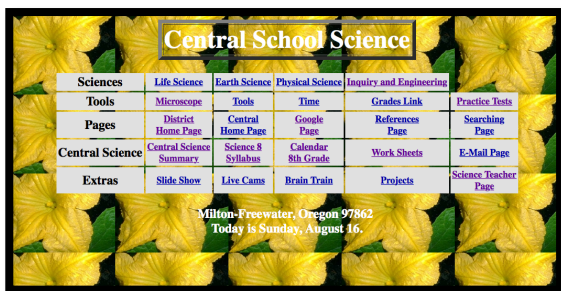 Central School Science
Sciences Life Science Earth Science Physical Science Inquiry and Engineering
Tools Microscope Tools Time Grades Link Practice Tests
Pages District Home Page Central Home Page Google Page References Page Searching Page
Central Science Central Science Summary Science 8 Syllabus Calendar 8th Grade Work Sheets E-Mail Page
Extras Slide Show Live Cams Brain Train Projects Science Teacher Page
Milton-Freewater, Oregon 97862
Today is Sunday, August 16.